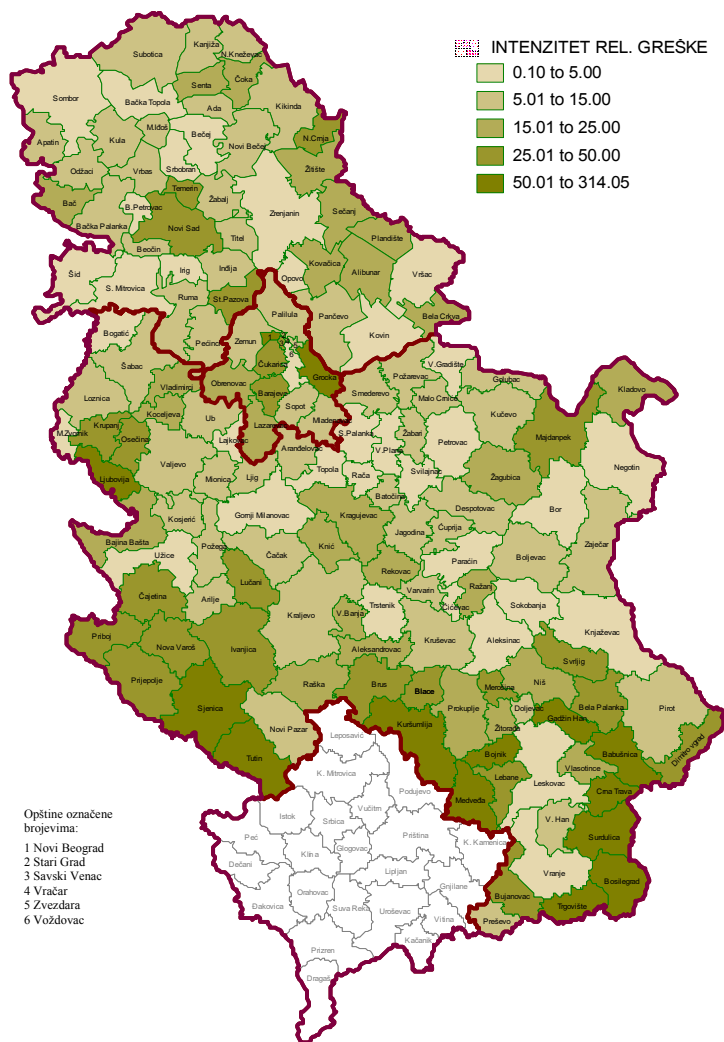 INTENZITET REL. GREŠKE
0.10 to 5.00
5.01 to 15.00
15.01 to 25.00
25.01 to 50.00
50.01 to 314.05
Subotica
Kanjiža
N.Kneževac
Senta
Čoka
Sombor
Bačka Topola
Ada
Kikinda
Apatin
Kula
M.Iđoš
Bečej
Novi Bečej
N.Crnja
Odžaci
Vrbas
Srbobran
Žitište
Bač
Temerin
Žabalj
Zrenjanin
Sečanj
B.Petrovac
Novi Sad
Bačka Palanka
Titel
Plandište
Beočin
Kovačica
Alibunar
Vršac
Šid
S. Mitrovica
Irig
Inđija
Opovo
Ruma
St.Pazova
Palilula
Pančevo
Bela Crkva
Bogatić
Pećinci
Zemun
1
Kovin
6
Šabac
Čukarica
Grocka
Smederevo
Požarevac
V.Gradište
Golubac
Kladovo
Loznica
Vladimirci
Obrenovac
Barajevo
Malo Crniće
Kučevo
Koceljeva
Ub
Sopot
Mladenovac
M.Zvornik
Krupanj
Osečina
Lazarevac
S.Palanka
Žabari
Petrovac
Majdanpek
Lajkovac
Aranđelovac
V.Plana
Negotin
Ljubovija
Valjevo
Mionica
Ljig
Topola
Rača
Svilajnac
Žagubica
Batočina
Bor
Kosjerić
Gornji Milanovac
Kragujevac
Despotovac
Bajina Bašta
Požega
Knić
Jagodina
Ćuprija
Zaječar
Užice
Čačak
Paraćin
Boljevac
Lučani
Rekovac
Čajetina
Arilje
Varvarin
Ražanj
Trstenik
Ćićevac
Sokobanja
Kraljevo
V.Banja
Knjaževac
Priboj
Nova Varoš
Ivanjica
Kruševac
Aleksinac
Aleksandrovac
Svrljig
Prijepolje
Raška
Brus
Blace
Merošina
Niš
Sjenica
Prokuplje
Doljevac
Bela Palanka
Pirot
Novi Pazar
Kuršumlija
Žitorađa
Gadžin Han
Dimitrovgrad
Tutin
Leposavić
Bojnik
Babušnica
K. Mitrovica
Medveđa
Lebane
Leskovac
Vlasotince
Crna Trava
Podujevo
Istok
Srbica
Vučitrn
V. Han
Surdulica
Peć
Priština
Klina
Glogovac
K. Kamenica
Dečani
Lipljan
Vranje
Bosilegrad
Orahovac
Gnjilane
Bujanovac
Trgovište
Đakovica
Suva Reka
Uroševac
Vitina
Preševo
Prizren
Kačanik
Dragaš
Opštine označene
brojevima:
1 Novi Beograd
2 Stari Grad
3 Savski Venac
4 Vračar
5 Zvezdara
6 Voždovac